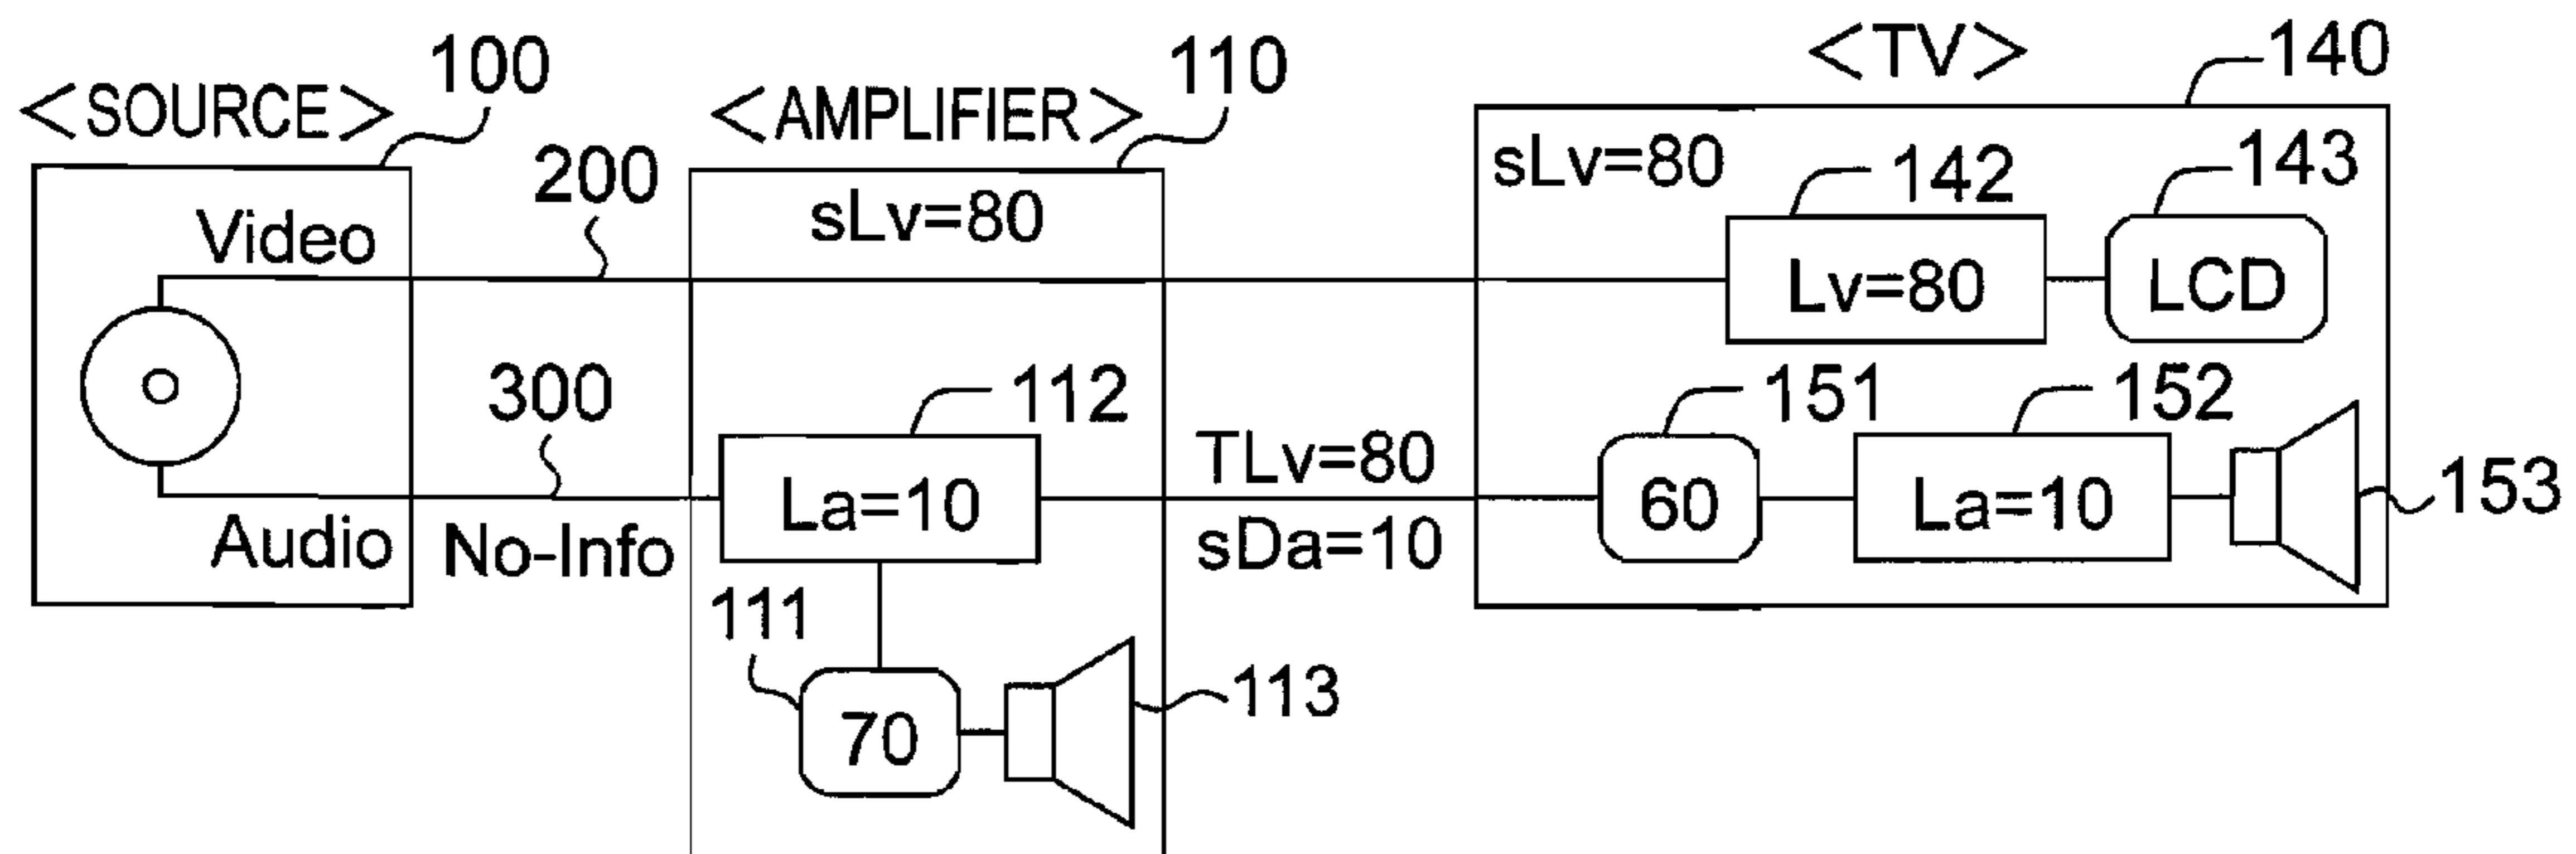 <SOURCE>
100
Video
Audio
200
300
No-Info
<AMPLIFIER>
110
sLv=80
112
La=10
111
70
113
TLv=80
sDa=10
<TV>
140
sLv=80
142
Lv=80
143
LCD
151
60
152
La=10
153